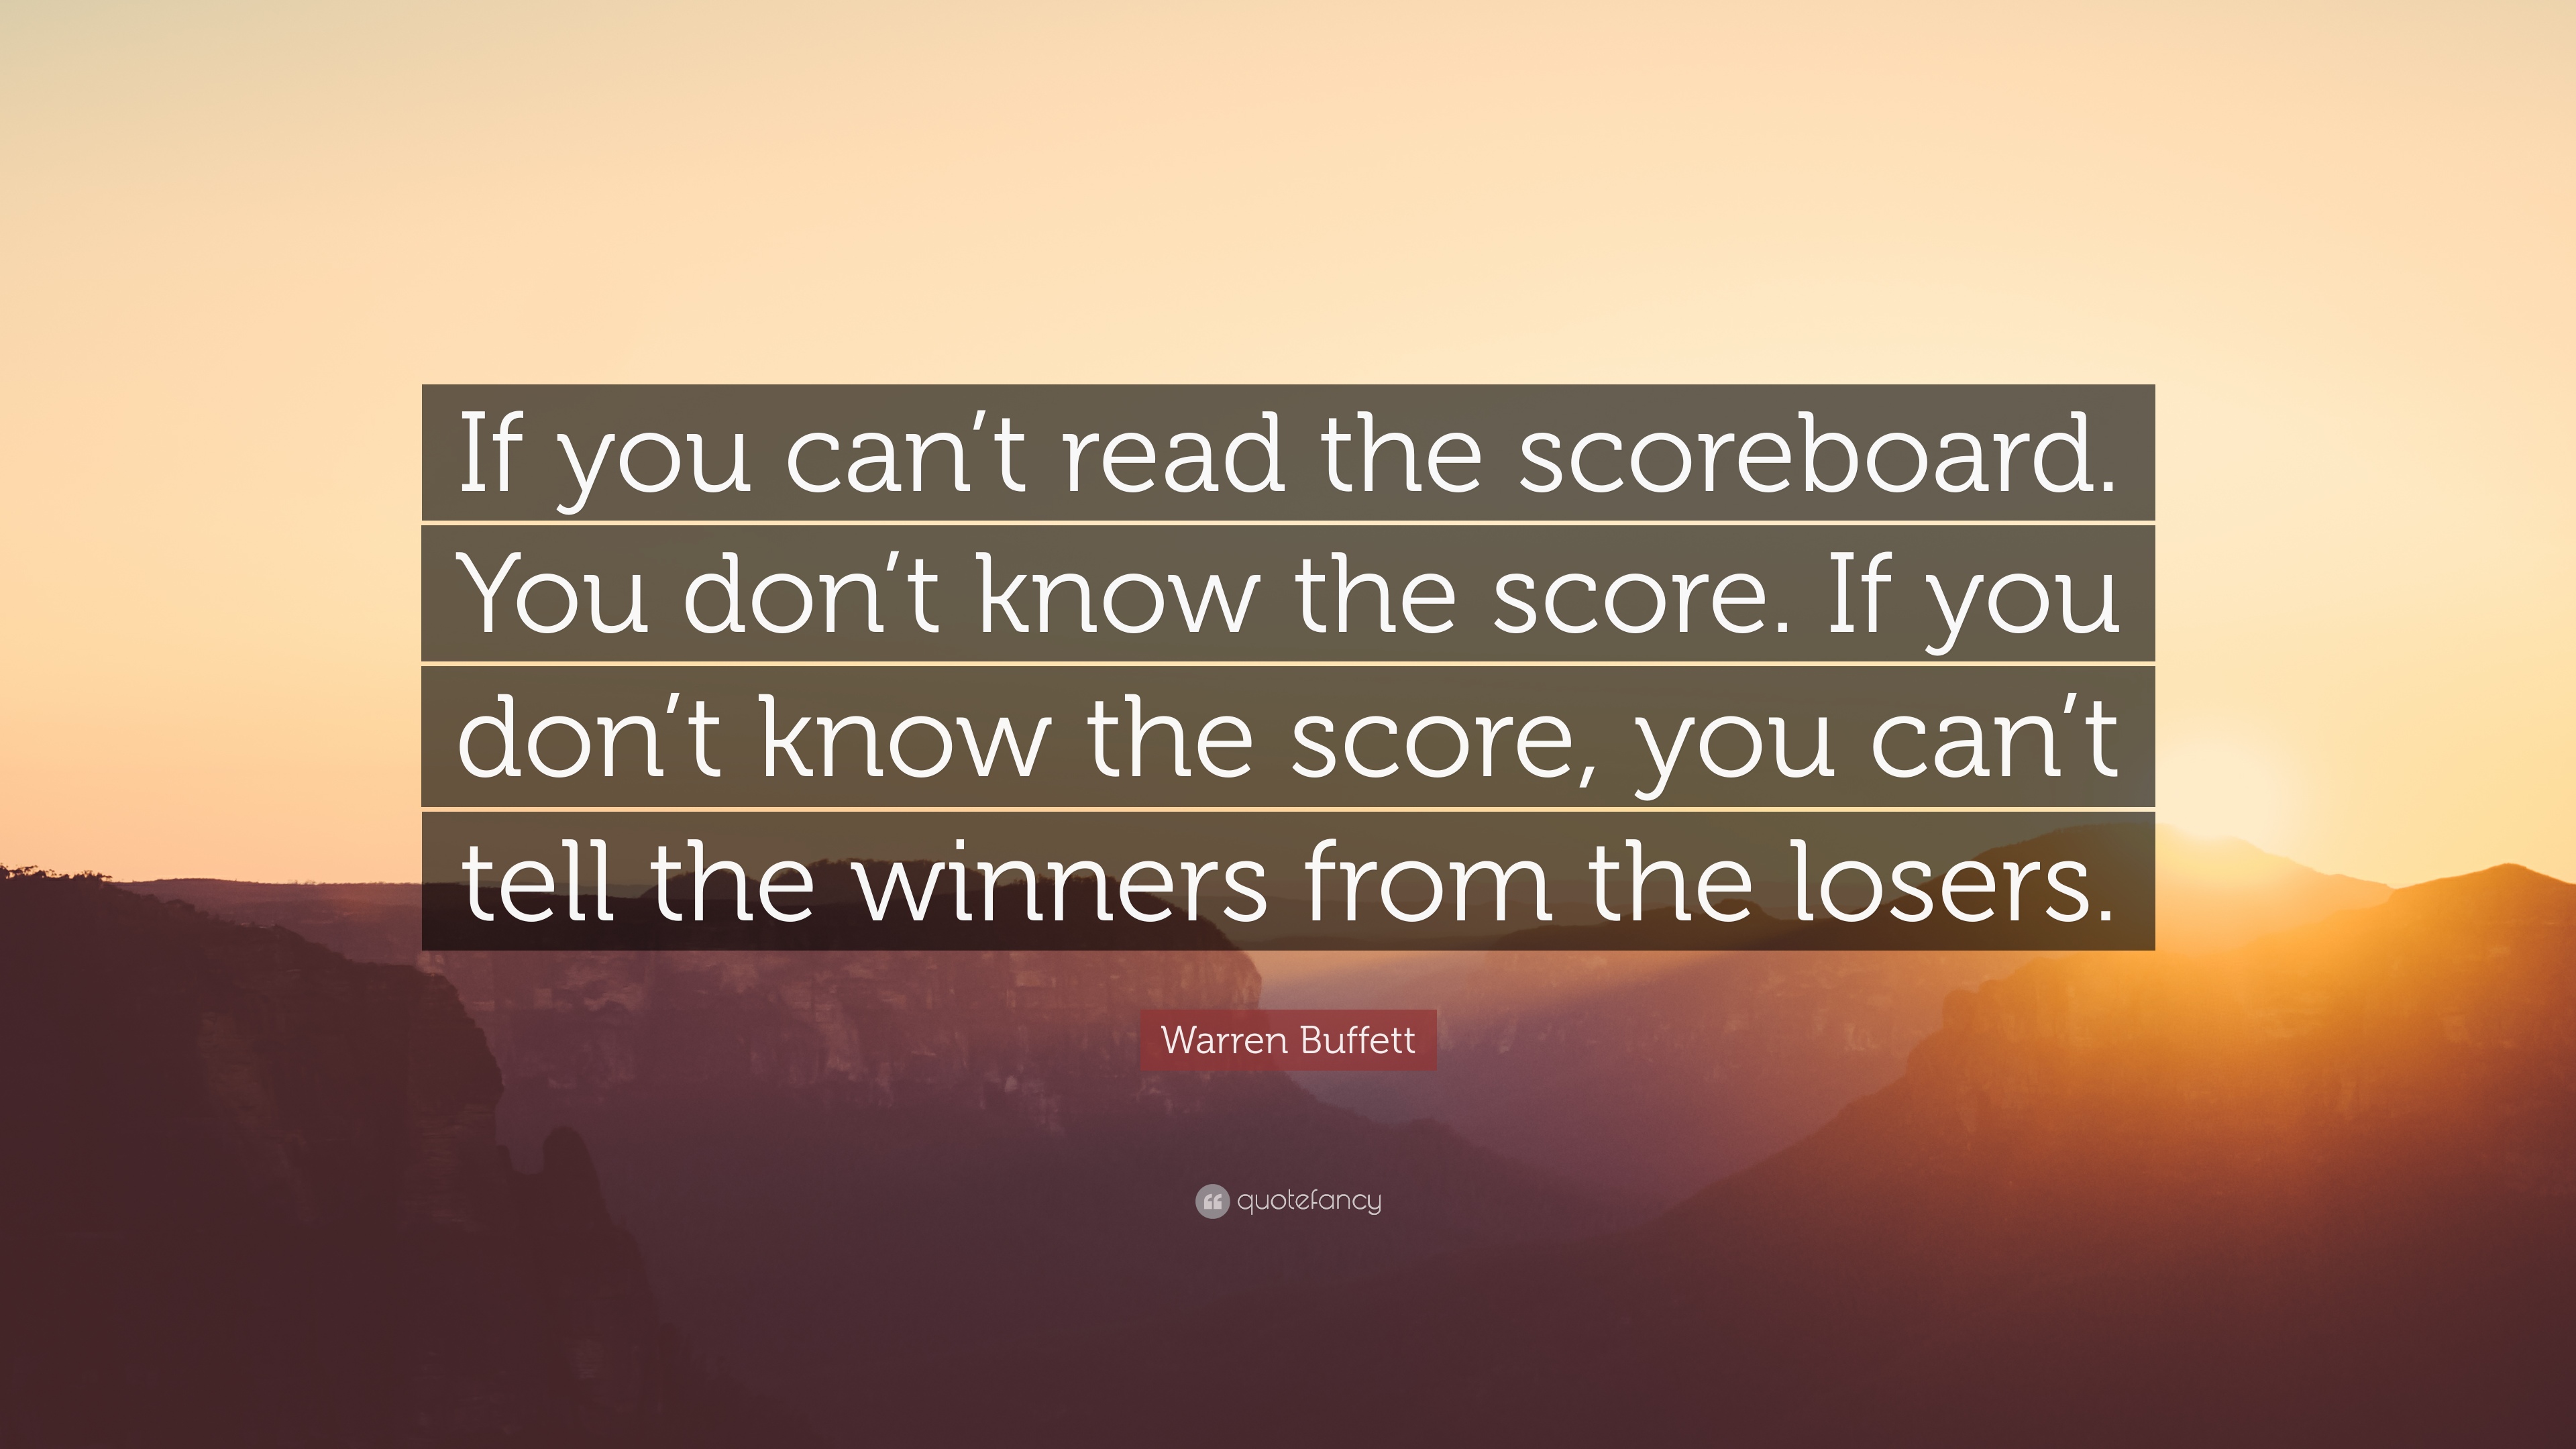 If you can’t read the scoreboard.
You don’t know the score. If you
don’t know the score, you can’t
tell the winners from the losers.
Warren Buffett
quotefancy